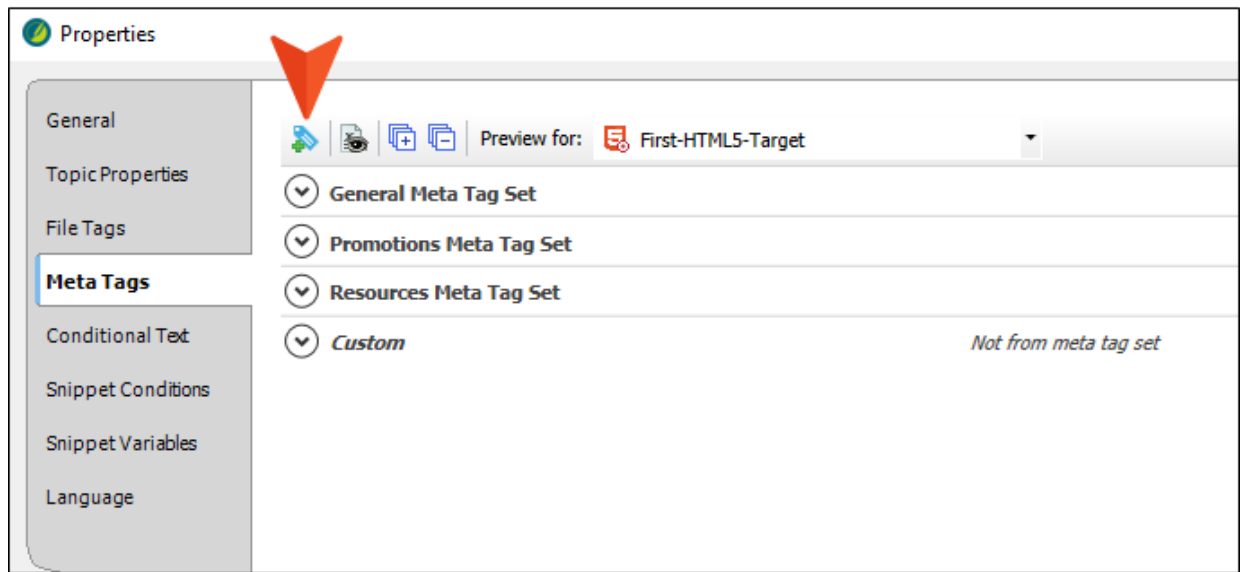 Properties
General
Topic Properties
File Tags
Meta Tags
Conditional Text
Snippet Conditions
Snippet Variables
Language
Preview for: First-HTML5-Target
General Meta Tag Set
Promotions Meta Tag Set
Resources Meta Tag Set
Custom Not from meta tag set